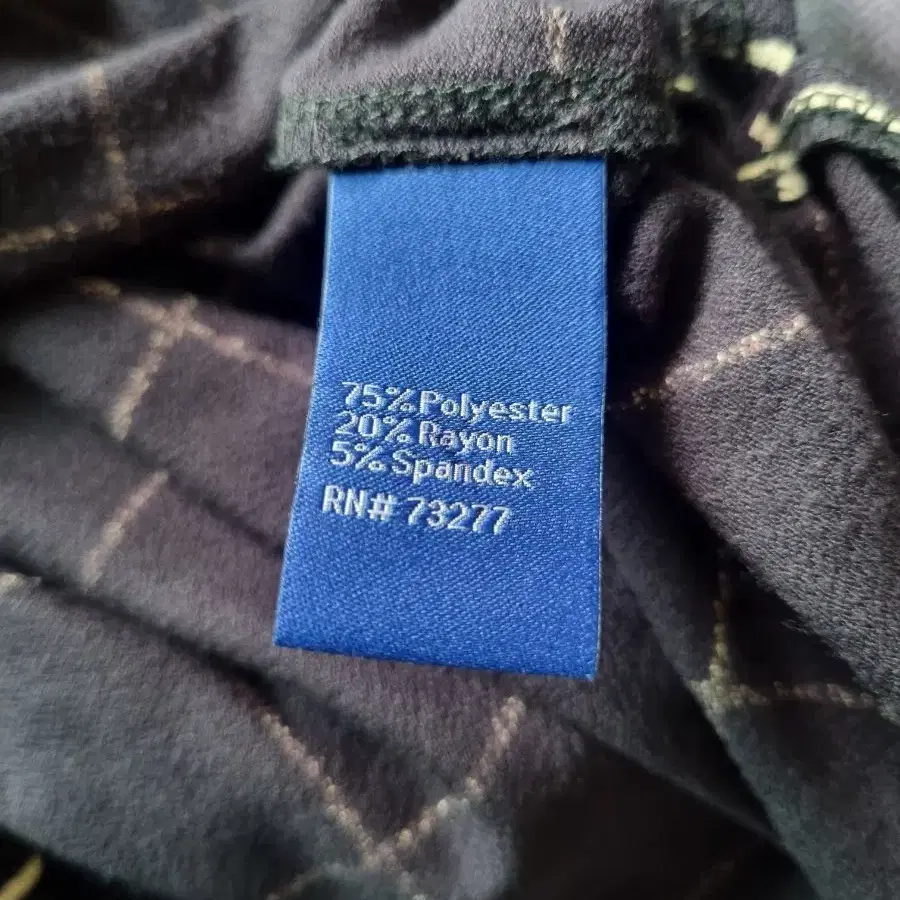 75%Polyester
20%Rayon
5%Spandex
RN# 73277